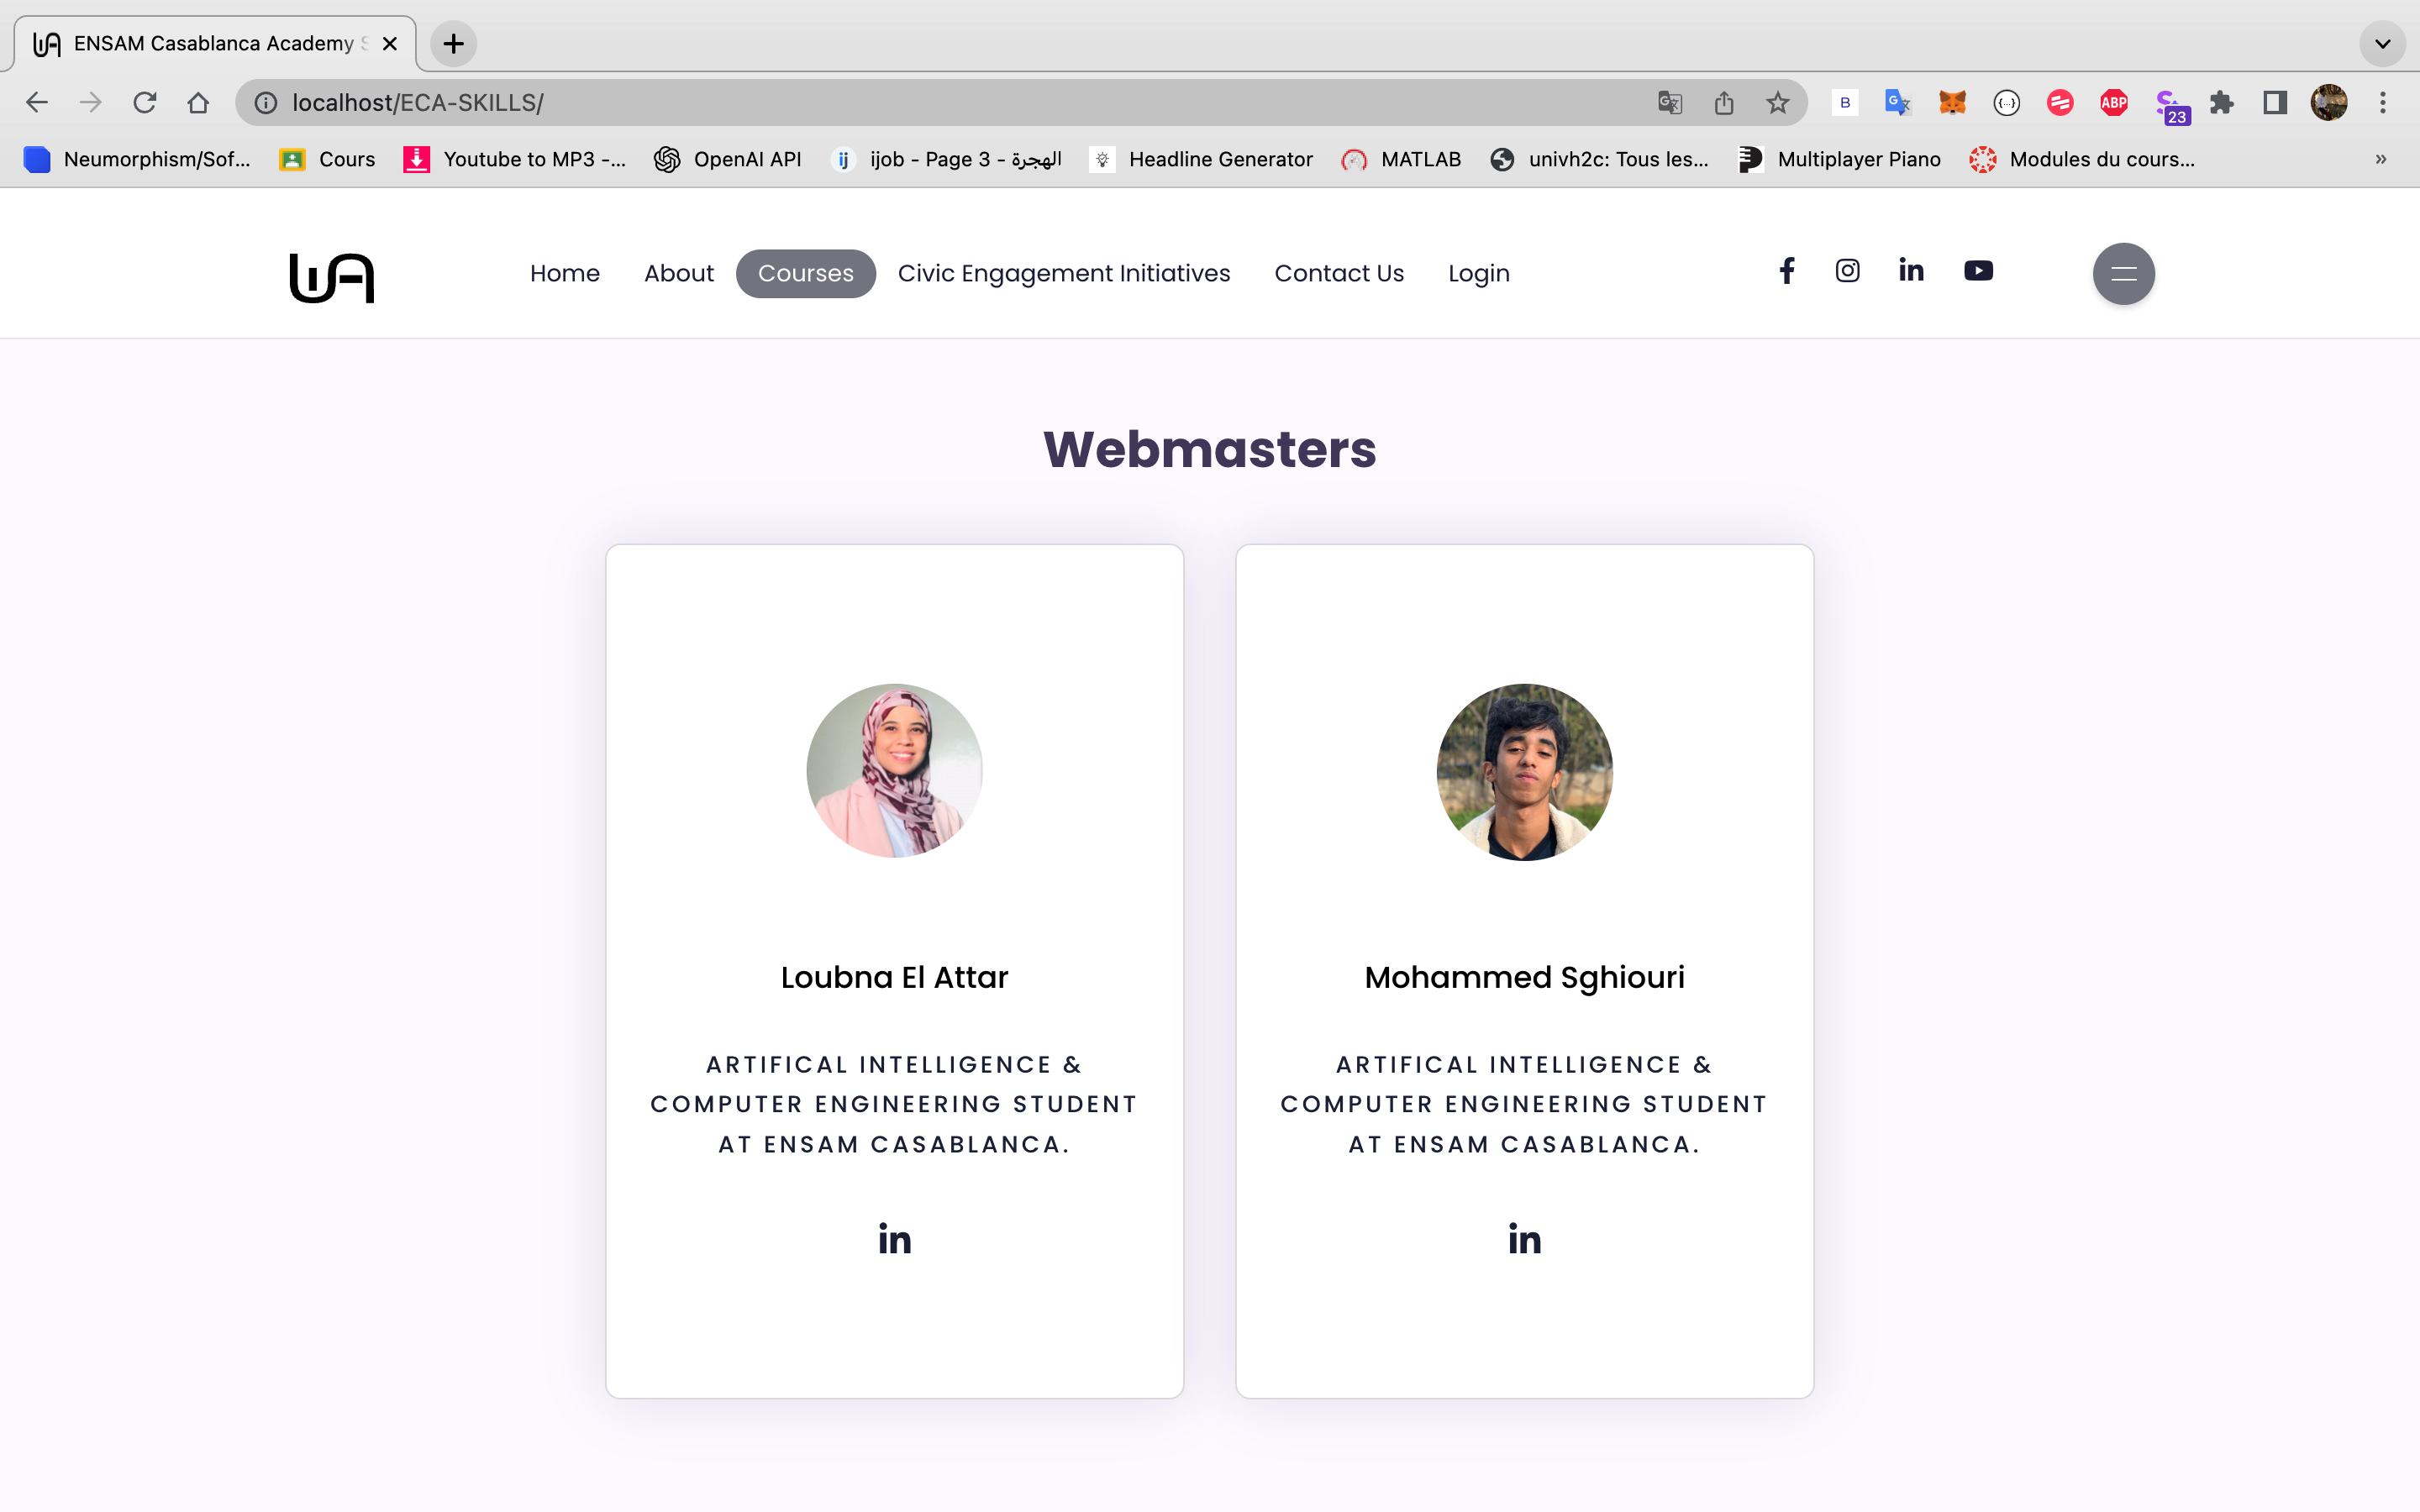 ENSAM Casablanca Academy S
localhost/ECA-SKILLS/
B
{...}
ABP
23
Neumorphism/Sof...
Cours
Youtube to MP3 -...
OpenAI API
ij
ijob - Page 3 - الهجرة
Headline Generator
MATLAB
univh2c: Tous les...
Multiplayer Piano
Modules du cours...
»
Home
About
Courses
Civic Engagement Initiatives
Contact Us
Login
in
Webmasters
Loubna El Attar
ARTIFICAL INTELLIGENCE &
COMPUTER ENGINEERING STUDENT
AT ENSAM CASABLANCA.
in
Mohammed Sghiouri
ARTIFICAL INTELLIGENCE &
COMPUTER ENGINEERING STUDENT
AT ENSAM CASABLANCA.
in